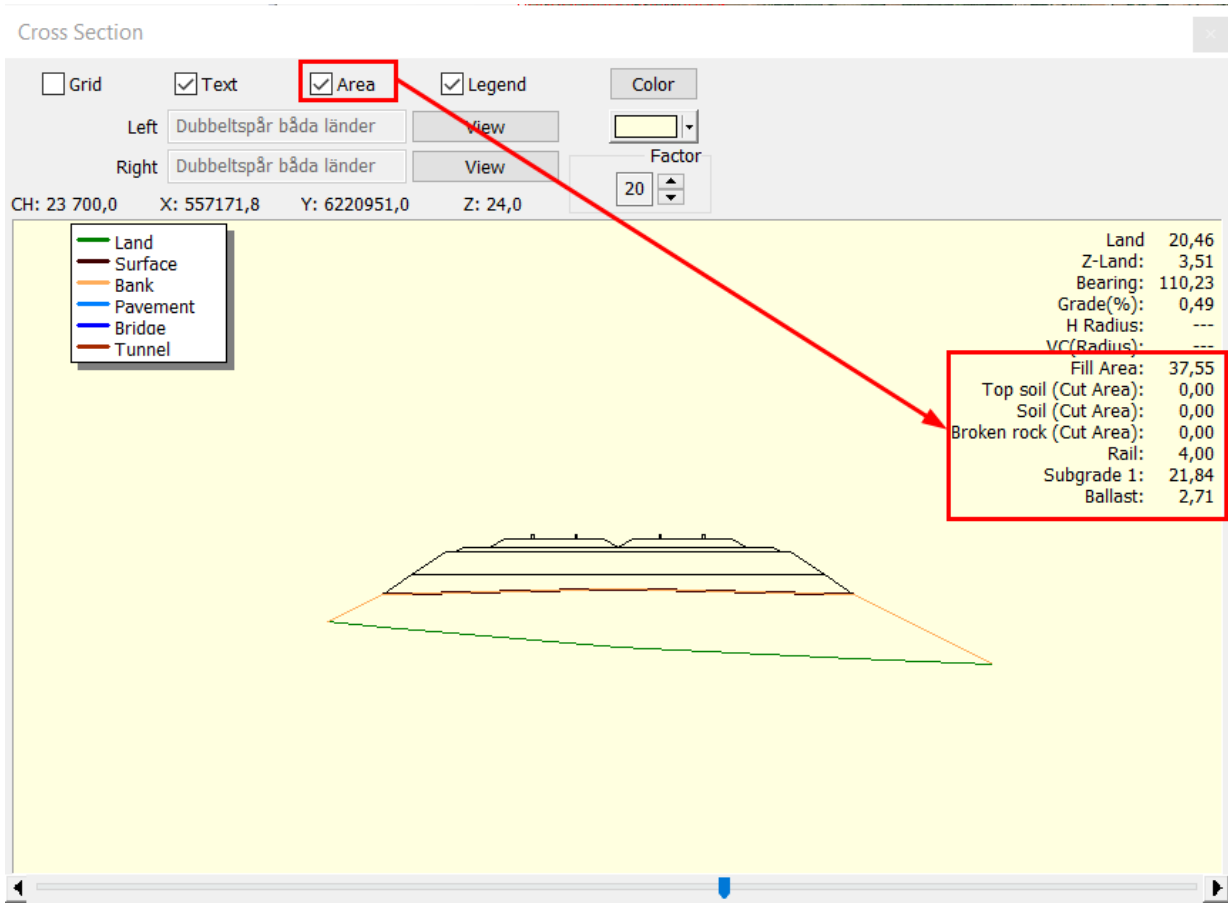 Cross Section
Grid Text Area Legend Color
Left Dubbeltspår båda länder View
Factor
Right Dubbeltspår båda länder View
20
CH: 23 700,0 X: 557171,8 Y: 6220951,0 Z: 24,0
Land
Surface
Bank
Pavement
Bridge
Tunnel
Land 20,46
Z-Land: 3,51
Bearing: 110,23
Grade(%): 0,49
H Radius: ---
VC(Radius): ---
Fill Area: 37,55
Top soil (Cut Area): 0,00
Soil (Cut Area): 0,00
Broken rock (Cut Area): 0,00
Rail: 4,00
Subgrade 1: 21,84
Ballast: 2,71